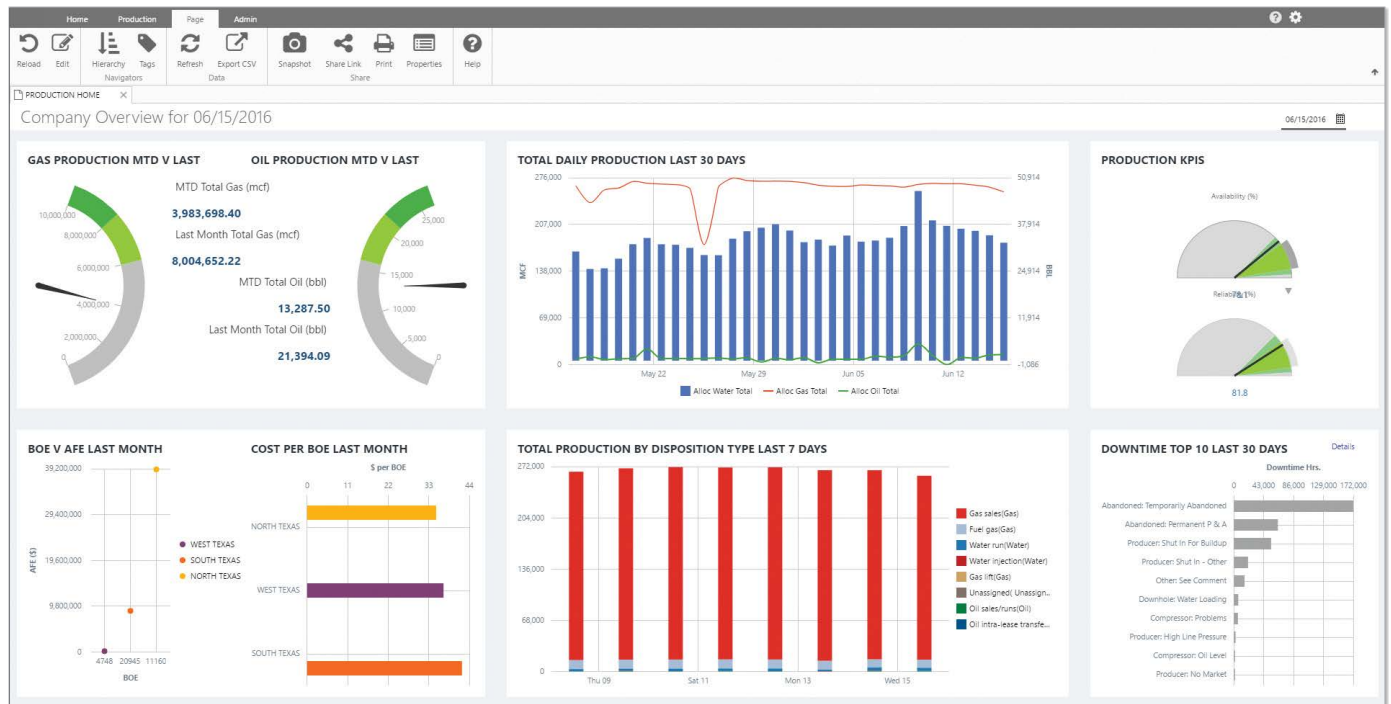 Home Production Page Admin
Reload Edit Hierarchy Tags Refresh Export CSV Snapshot Share Link Print Properties Help
Navigators Data Share
PRODUCTION HOME
Company Overview for 06/15/2016
06/15/2016
GAS PRODUCTION MTD V LAST
OIL PRODUCTION MTD V LAST
MTD Total Gas (mcf)
3,983,698.40
Last Month Total Gas (mcf)
8,004,652.22
MTD Total Oil (bbl)
13,287.50
Last Month Total Oil (bbl)
21,394.09
10,000,000
8,000,000
6,000,000
4,000,000
2,000,000
0
25,000
20,000
15,000
10,000
5,000
0
TOTAL DAILY PRODUCTION LAST 30 DAYS
276,000
207,000
138,000
69,000
0
MCF
50,914
37,914
24,914
11,914
-1,086
BBL
May 22 May 29 Jun 05 Jun 12
Alloc Water Total Alloc Gas Total Alloc Oil Total
PRODUCTION KPIS
Availability (%)
Reliability (%)
81.8
BOE V AFE LAST MONTH
39,200,000
29,400,000
19,600,000
9,800,000
0
AFE ($)
4748 20945 11160
BOE
WEST TEXAS
SOUTH TEXAS
NORTH TEXAS
COST PER BOE LAST MONTH
$ per BOE
0 11 22 33 44
NORTH TEXAS
WEST TEXAS
SOUTH TEXAS
TOTAL PRODUCTION BY DISPOSITION TYPE LAST 7 DAYS
272,000
204,000
136,000
68,000
0
Thu 09 Sat 11 Mon 13 Wed 15
Gas sales(Gas)
Fuel gas(Gas)
Water run(Water)
Water injection(Water)
Gas lift(Gas)
Unassigned( Unassign...
Oil sales/runs(Oil)
Oil intra-lease transfe...
DOWNTIME TOP 10 LAST 30 DAYS
Details
Downtime Hrs.
0 43,000 86,000 129,000 172,000
Abandoned: Temporarily Abandoned
Abandoned: Permanent P & A
Producer: Shut In For Buildup
Producer: Shut In - Other
Other: See Comment
Downhole: Water Loading
Compressor: Problems
Producer: High Line Pressure
Compressor: Oil Level
Producer: No Market